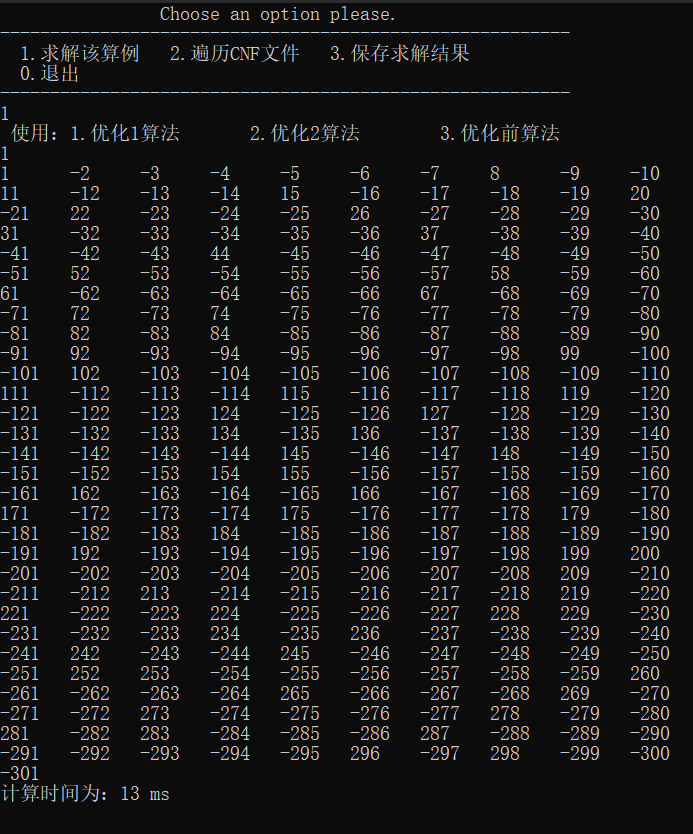 Choose an option please.
---------------------------------------------------------
1.求解该算例 2.遍历CNF文件 3.保存求解结果
0.退出
---------------------------------------------------------
1
使用：1.优化1算法 2.优化2算法 3.优化前算法
1
1 -2 -3 -4 -5 -6 -7 8 -9 -10
11 -12 -13 -14 15 -16 -17 -18 -19 20
-21 22 -23 -24 -25 26 -27 -28 -29 -30
31 -32 -33 -34 -35 -36 37 -38 -39 -40
-41 -42 -43 44 -45 -46 -47 -48 -49 -50
-51 52 -53 -54 -55 -56 -57 58 -59 -60
61 -62 -63 -64 -65 -66 67 -68 -69 -70
-71 72 -73 74 -75 -76 -77 -78 -79 -80
-81 82 -83 84 -85 -86 -87 -88 -89 -90
-91 92 -93 -94 -95 -96 -97 -98 99 -100
-101 102 -103 -104 -105 -106 -107 -108 -109 -110
111 -112 -113 -114 115 -116 -117 -118 119 -120
-121 -122 -123 124 -125 -126 127 -128 -129 -130
-131 -132 -133 134 -135 136 -137 -138 -139 -140
-141 -142 -143 -144 145 -146 -147 148 -149 -150
-151 -152 -153 154 155 -156 -157 -158 -159 -160
-161 162 -163 -164 -165 166 -167 -168 -169 -170
171 -172 -173 -174 175 -176 -177 -178 179 -180
-181 -182 -183 184 -185 -186 -187 -188 -189 -190
-191 192 -193 -194 -195 -196 -197 -198 199 200
-201 -202 -203 -204 -205 -206 -207 -208 209 -210
-211 -212 213 -214 -215 -216 -217 -218 219 -220
221 -222 -223 224 -225 -226 -227 228 229 -230
-231 -232 -233 234 -235 236 -237 -238 -239 -240
-241 242 -243 -244 245 -246 -247 -248 -249 -250
-251 252 253 -254 -255 -256 -257 -258 -259 260
-261 -262 -263 -264 265 -266 -267 -268 269 -270
-271 -272 273 -274 -275 -276 -277 278 -279 -280
281 -282 283 -284 -285 -286 287 -288 -289 -290
-291 -292 -293 -294 -295 296 -297 298 -299 -300
-301
计算时间为：13 ms